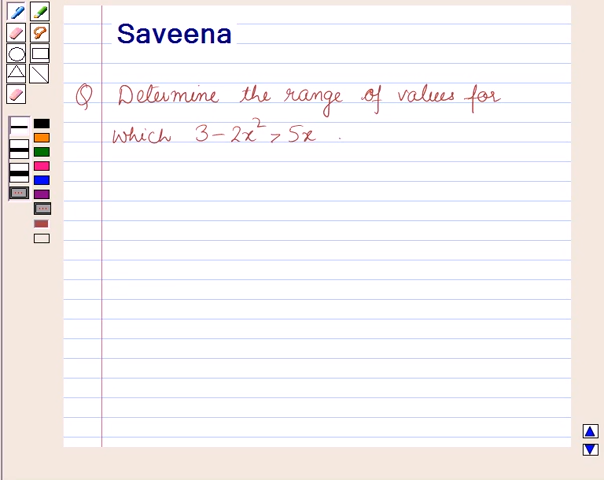 Saveena
Q Determine the range of values for
which 3 - 2x² > 5x .